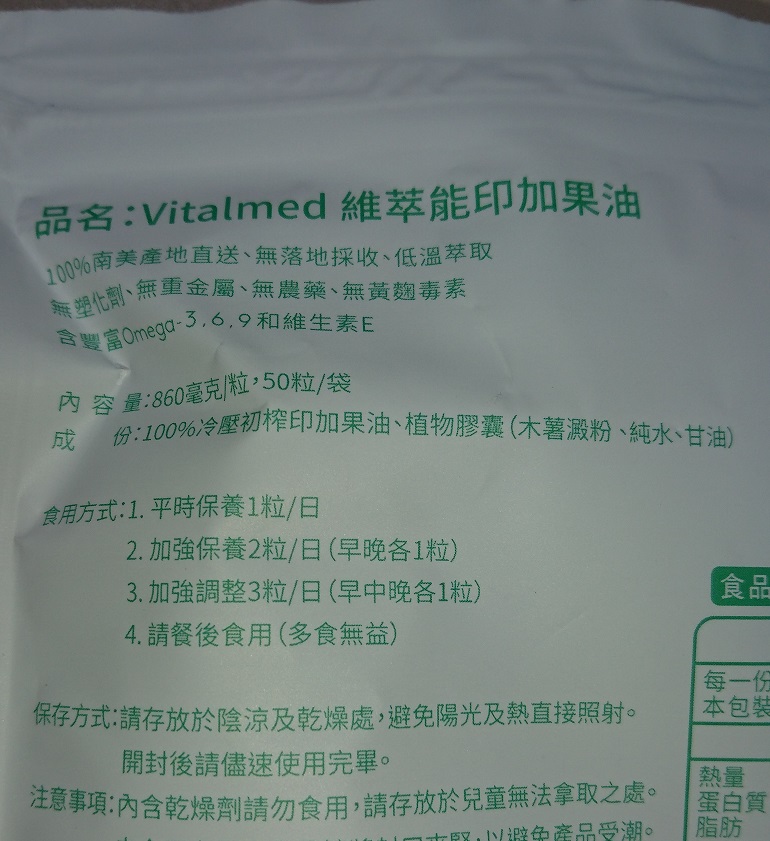 品名:Vitalmed 維萃能印加果油
100%南美產地直送、無落地採收、低溫萃取
無塑化劑、無重金屬、無農藥、無黃麴毒素
含豐富Omega-3,6,9和維生素E
內容量:860毫克/粒,50粒/袋
成 份:100%冷壓初榨印加果油、植物膠囊(木薯澱粉、純水、甘油)
食用方式:1. 平時保養1粒/日
2. 加強保養2粒/日(早晚各1粒)
3. 加強調整3粒/日(早中晚各1粒)
4. 請餐後食用(多食無益)
食品
每一份
本包裝
保存方式:請存放於陰涼及乾燥處,避免陽光及熱直接照射。
開封後請儘速使用完畢。
熱量
蛋白質
脂肪
注意事項:內含乾燥劑請勿食用,請存放於兒童無法拿取之處。
以避免產品受潮。